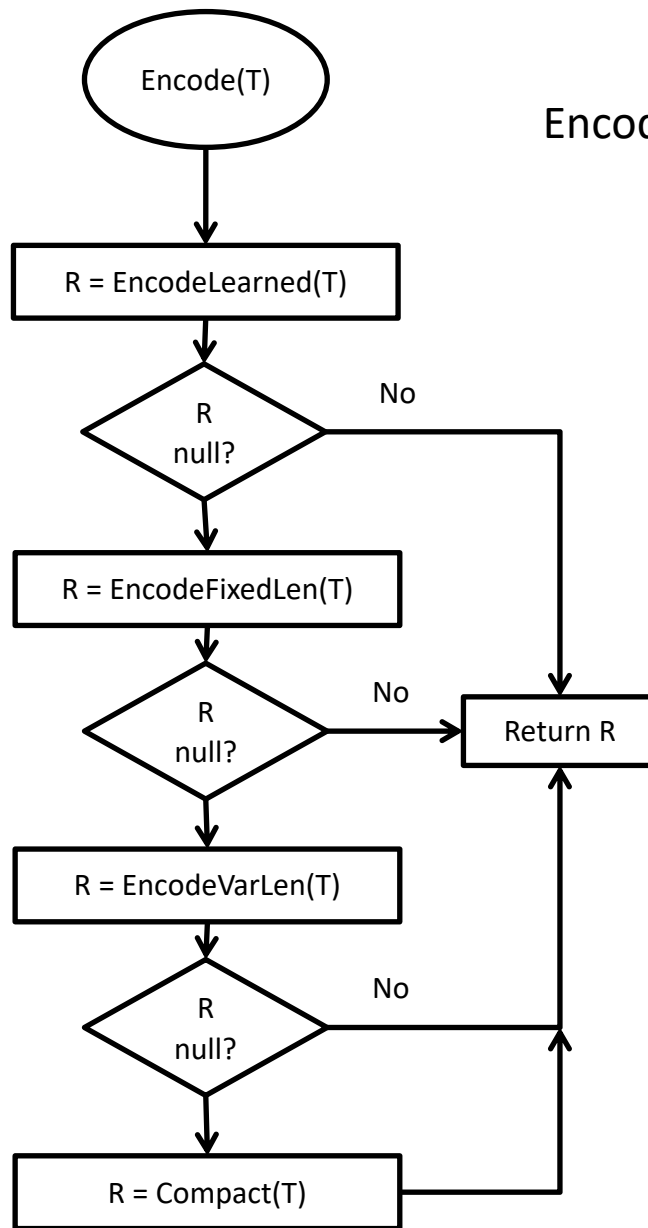 Encode(T)
Encod
R = EncodeLearned(T)
No
R
null?
R = EncodeFixedLen(T)
No
R
null?
Return R
R = EncodeVarLen(T)
No
R
null?
R = Compact(T)